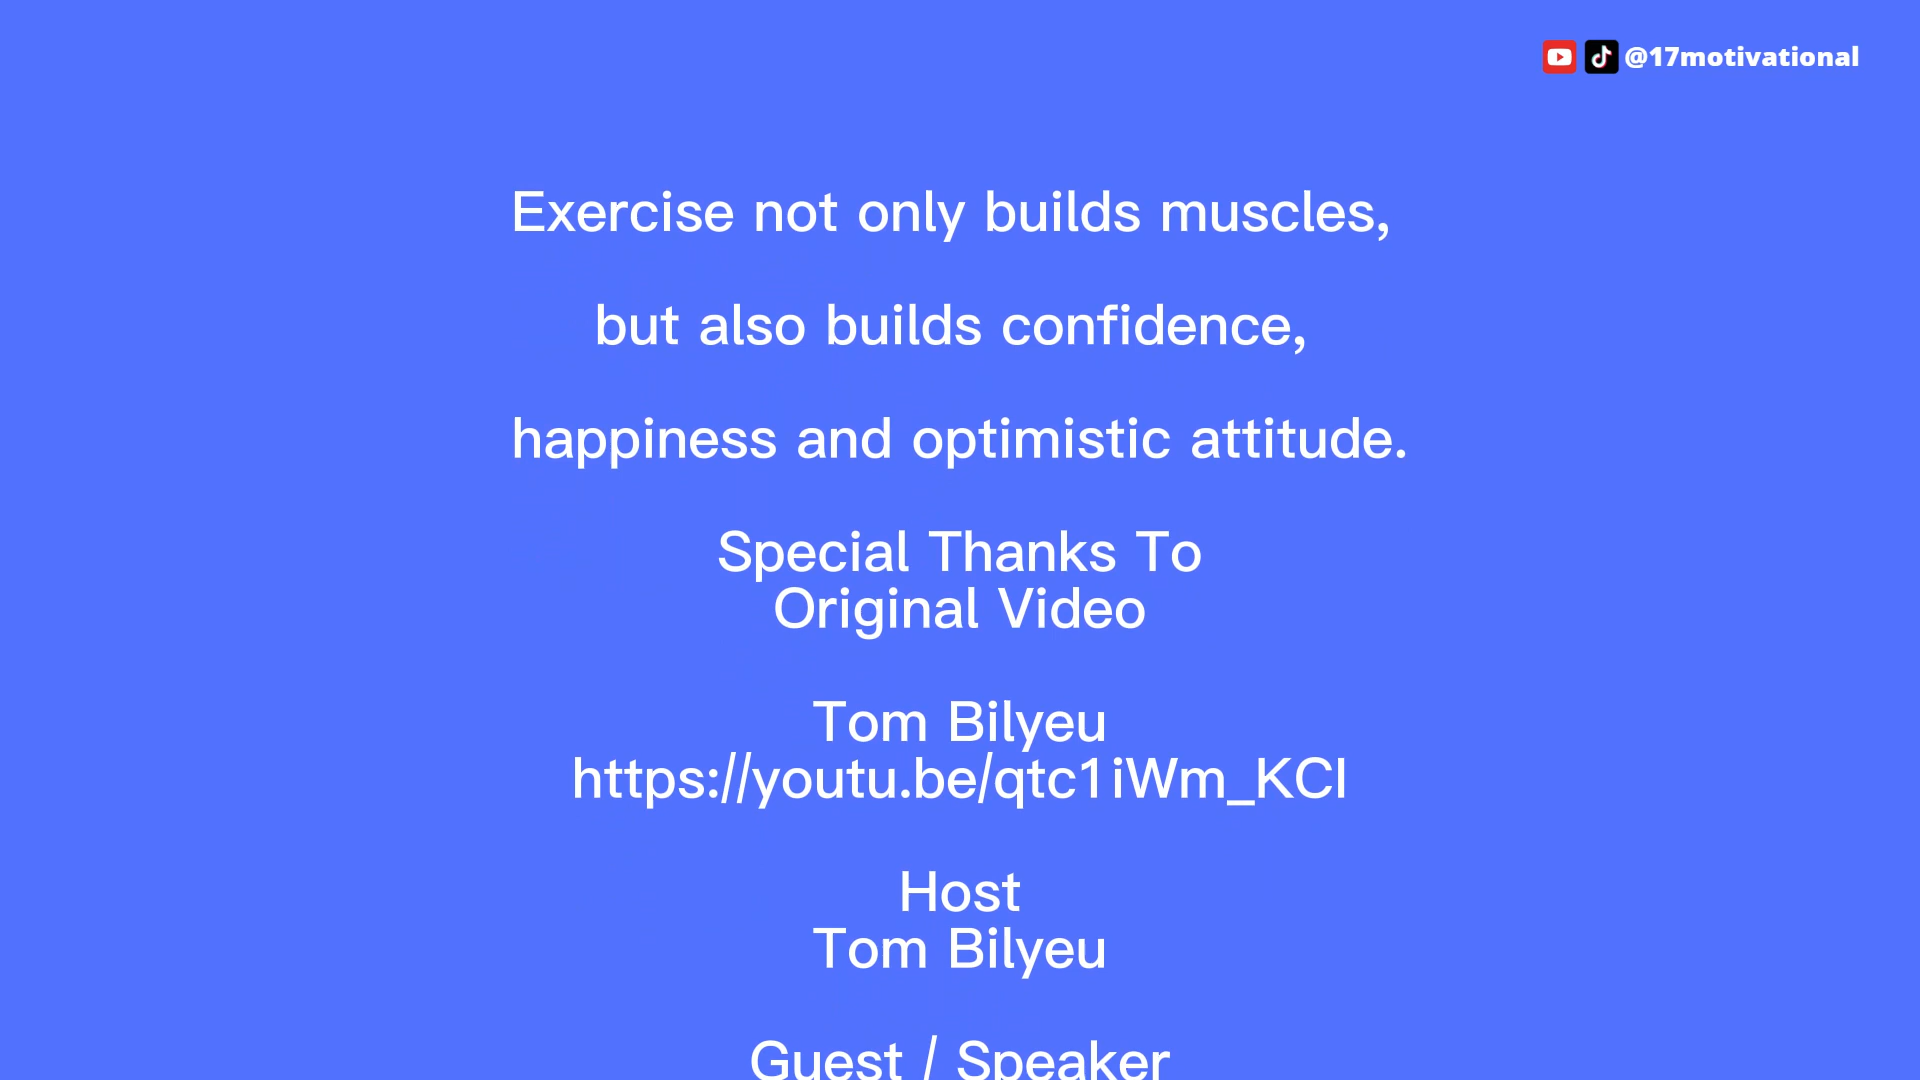 @17motivational
Exercise not only builds muscles,
but also builds confidence,
happiness and optimistic attitude.
Special Thanks To
Original Video
Tom Bilyeu
https://youtu.be/qtc1iWm_KCI
Host
Tom Bilyeu
Guest / Speaker